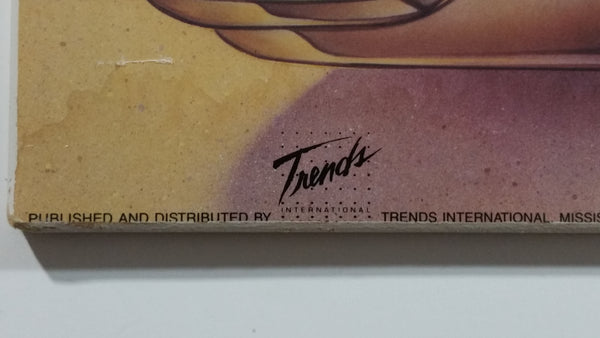 Trends
INTERNATIONAL
PUBLISHED AND DISTRIBUTED BY TRENDS INTERNATIONAL, MISSIS